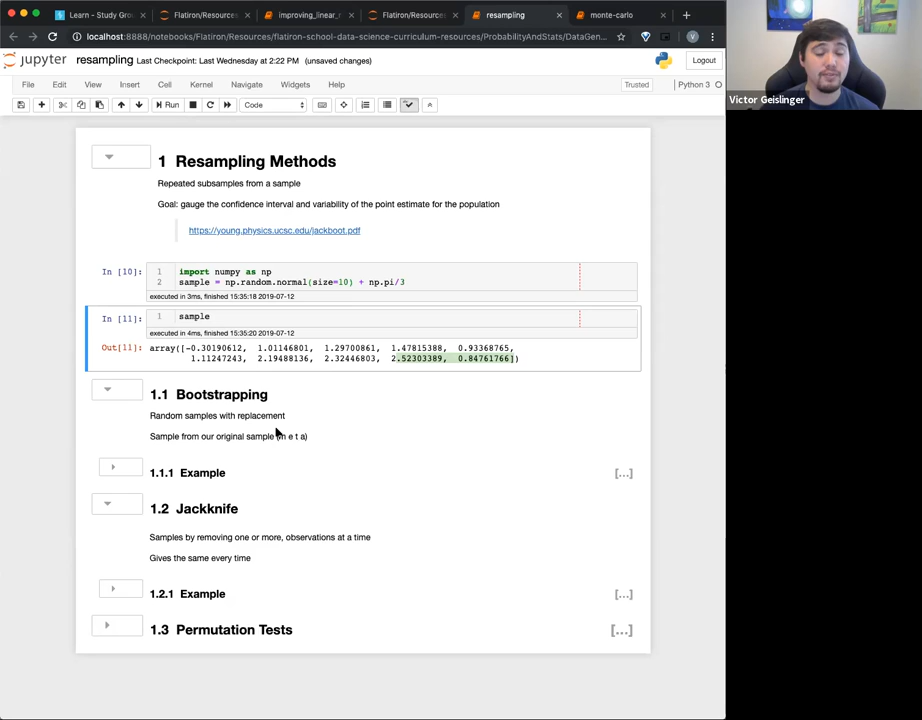 Learn - Study Grou
Flatiron/Resources
improving_linear_r
Flatiron/Resources
resampling
monte-carlo
localhost:8888/notebooks/Flatiron/Resources/flatiron-school-data-science-curriculum-resources/ProbabilityAndStats/DataGen...
jupyter resampling Last Checkpoint: Last Wednesday at 2:22 PM (unsaved changes)
Logout
File Edit View Insert Cell Kernel Navigate Widgets Help
Trusted Python 3
Run Code
1 Resampling Methods
Repeated subsamples from a sample
Goal: gauge the confidence interval and variability of the point estimate for the population
https://young.physics.ucsc.edu/jackboot.pdf
In [10]: 1 import numpy as np
2 sample = np.random.normal(size=10) + np.pi/3
executed in 3ms, finished 15:35:18 2019-07-12
In [11]: 1 sample
executed in 4ms, finished 15:35:20 2019-07-12
Out[11]: array([-0.30190612, 1.01146801, 1.29700861, 1.47815388, 0.93368765,
1.11247243, 2.19488136, 2.32446803, 2.52303389, 0.84761766])
1.1 Bootstrapping
Random samples with replacement
Sample from our original sample (m e t a)
1.1.1 Example
[...]
1.2 Jackknife
Samples by removing one or more, observations at a time
Gives the same every time
1.2.1 Example
[...]
1.3 Permutation Tests
[...]
Victor Geislinger